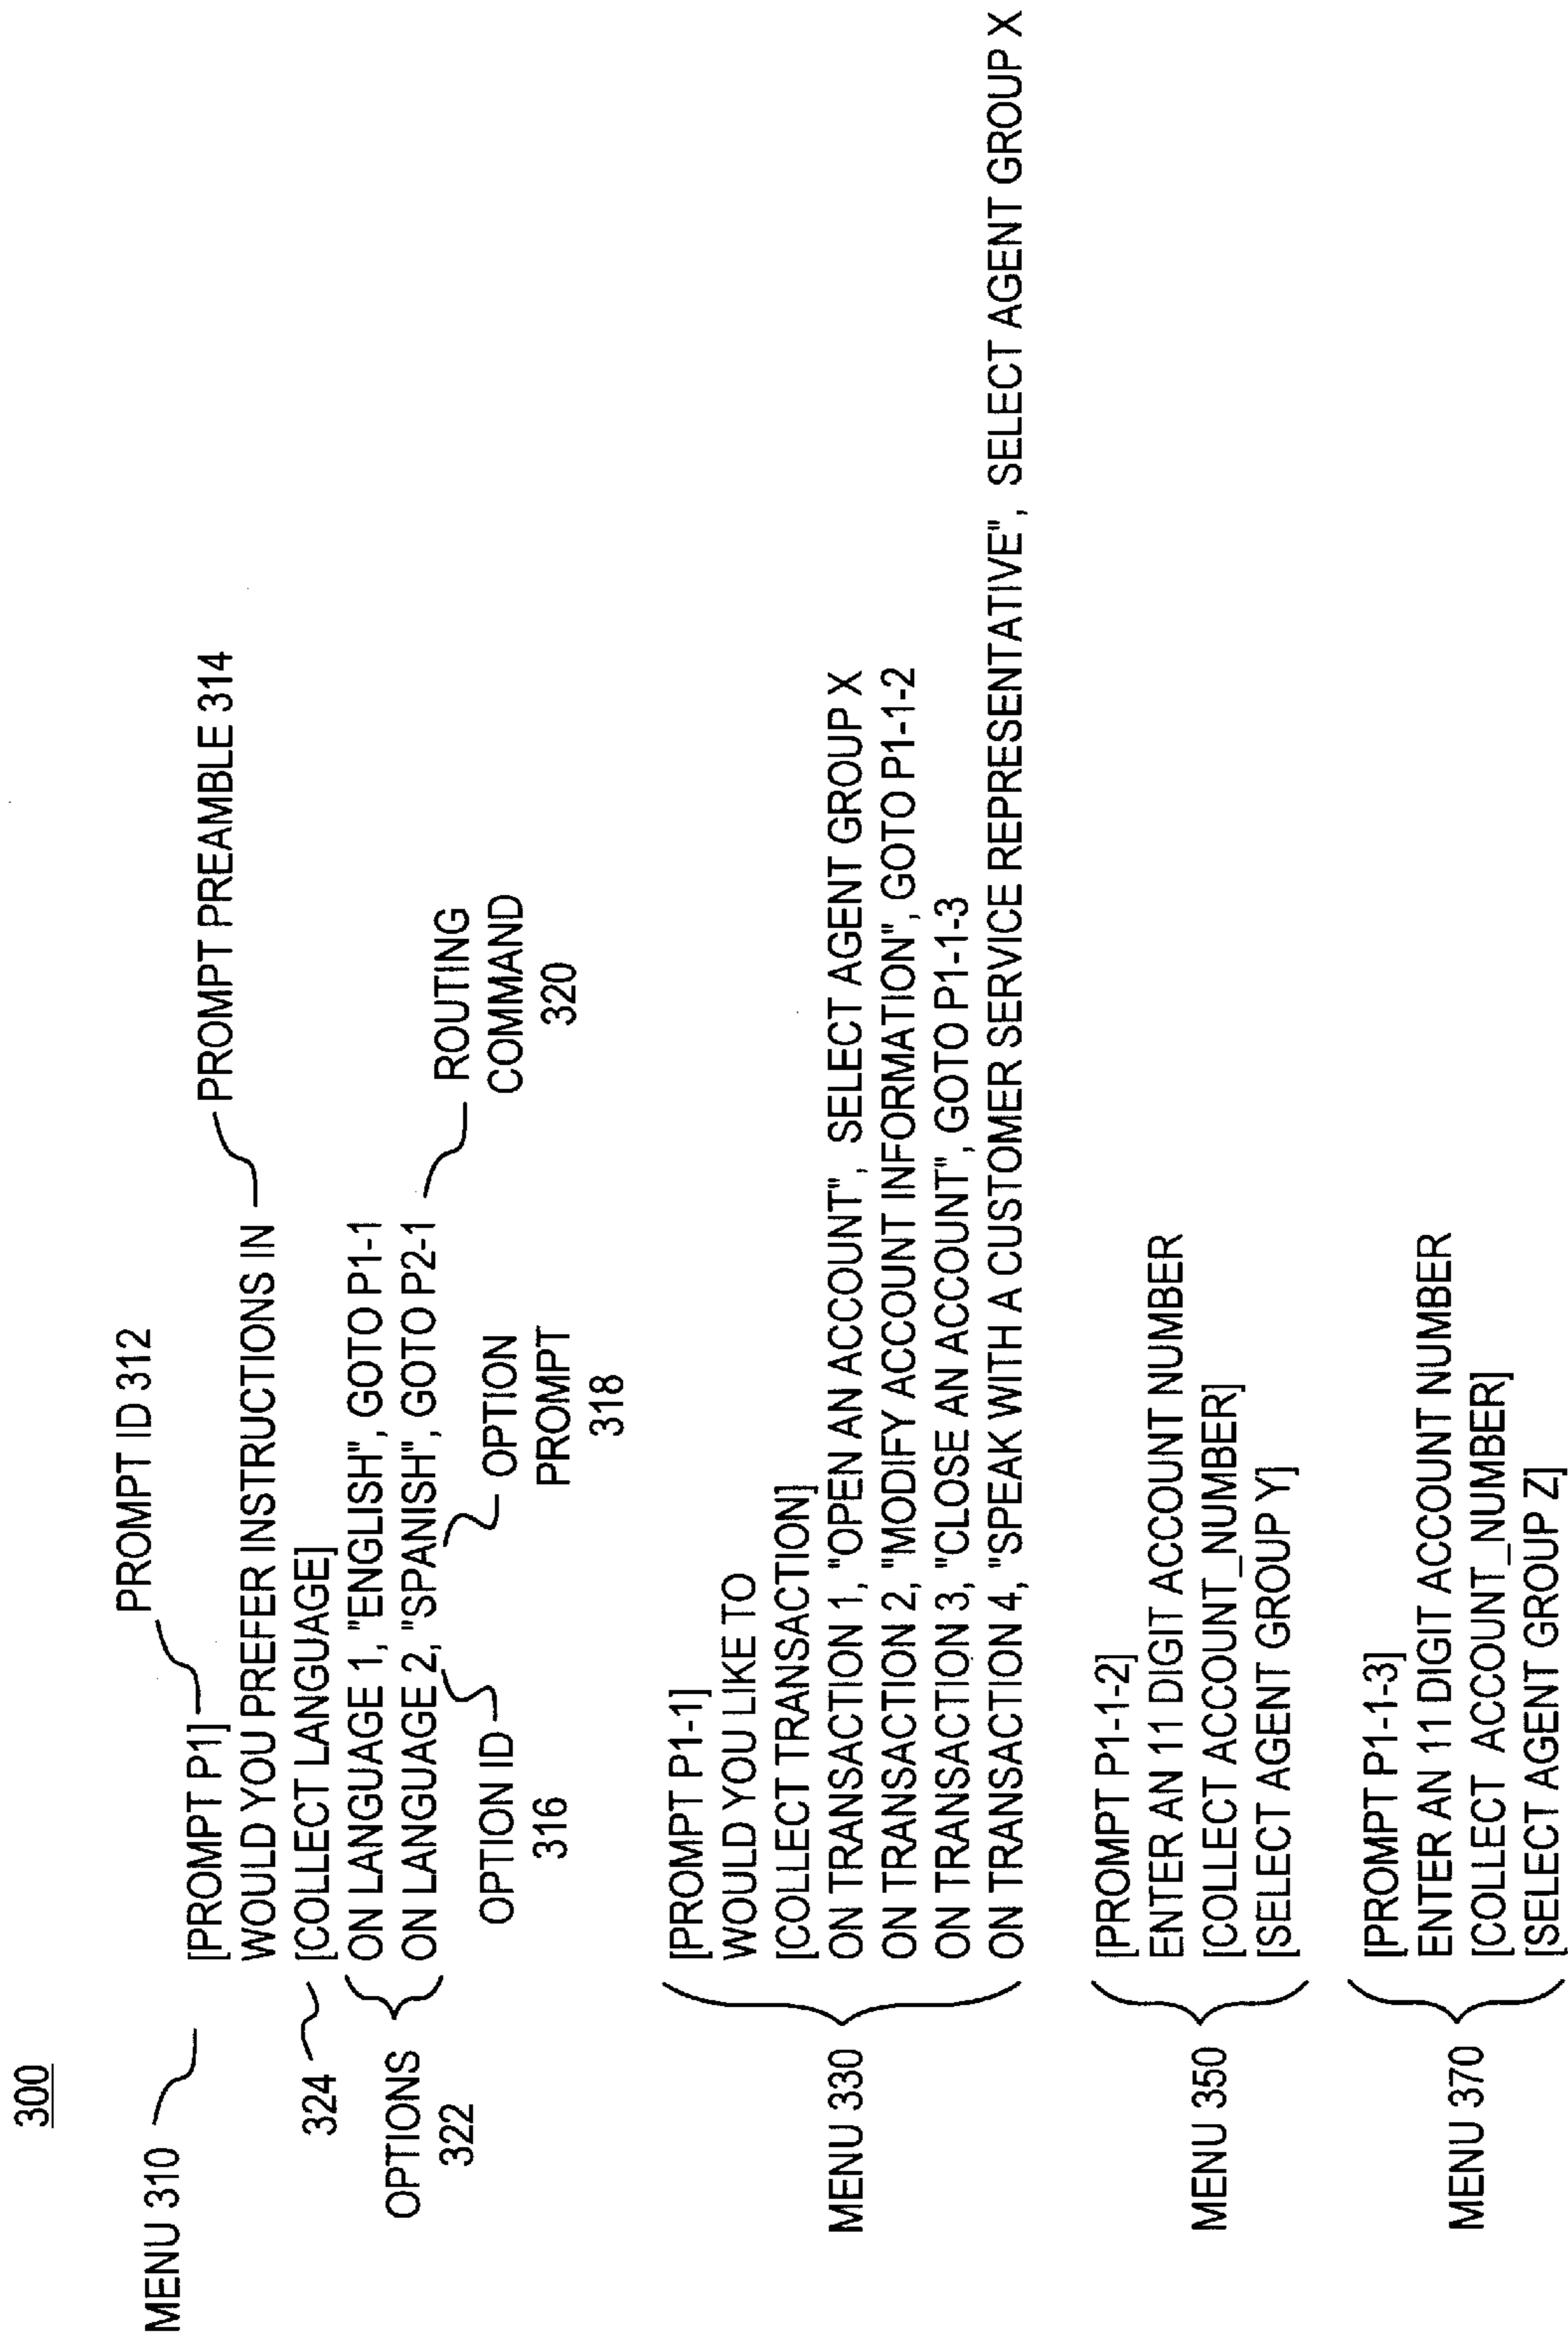 300
MENU 310
PROMPT ID 312
[PROMPT P1]
PROMPT PREAMBLE 314
WOULD YOU PREFER INSTRUCTIONS IN
324
[COLLECT LANGUAGE]
OPTIONS
322
ON LANGUAGE 1, "ENGLISH", GOTO P1-1
ON LANGUAGE 2, "SPANISH", GOTO P2-1
OPTION ID
316
OPTION
PROMPT
318
ROUTING
COMMAND
320
MENU 330
[PROMPT P1-1]
WOULD YOU LIKE TO
[COLLECT TRANSACTION]
ON TRANSACTION 1, "OPEN AN ACCOUNT", SELECT AGENT GROUP X
ON TRANSACTION 2, "MODIFY ACCOUNT INFORMATION", GOTO P1-1-2
ON TRANSACTION 3, "CLOSE AN ACCOUNT", GOTO P1-1-3
ON TRANSACTION 4, "SPEAK WITH A CUSTOMER SERVICE REPRESENTATIVE", SELECT AGENT GROUP X
MENU 350
[PROMPT P1-1-2]
ENTER AN 11 DIGIT ACCOUNT NUMBER
[COLLECT ACCOUNT_NUMBER]
[SELECT AGENT GROUP Y]
MENU 370
[PROMPT P1-1-3]
ENTER AN 11 DIGIT ACCOUNT NUMBER
[COLLECT ACCOUNT_NUMBER]
[SELECT AGENT GROUP Z]